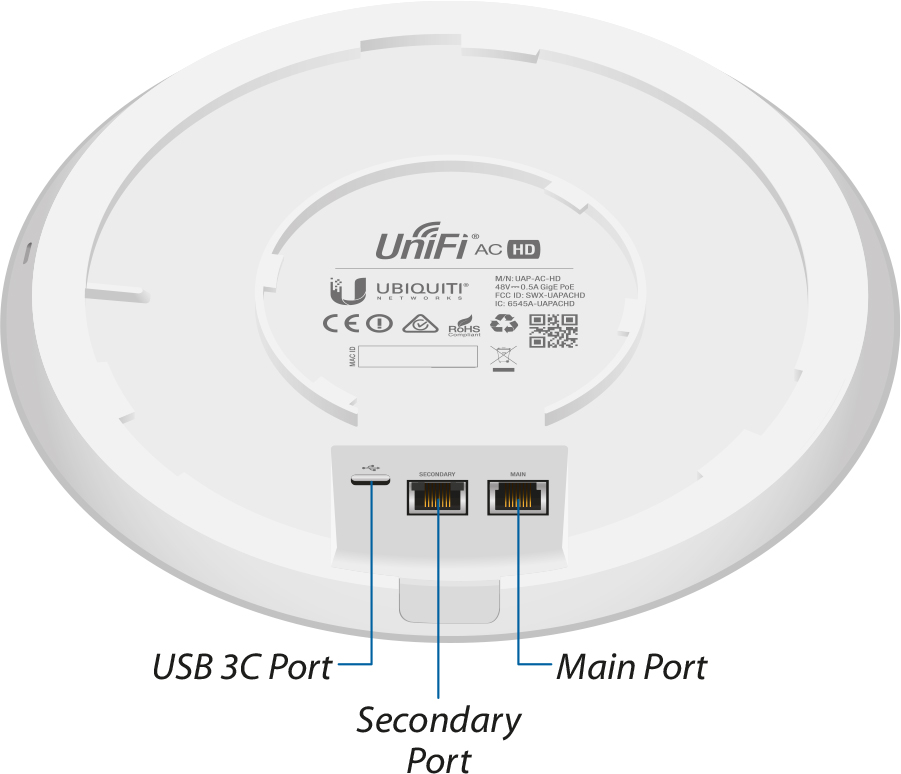 UniFi® AC HD
UBIQUITI®
NETWORKS
M/N: UAP-AC-HD
48V⎓0.5A GigE PoE
FCC ID: SWX-UAPACHD
IC: 6545A-UAPACHD
CE
RoHS
Compliant
MAC ID
SECONDARY
MAIN
USB 3C Port
Main Port
Secondary
Port